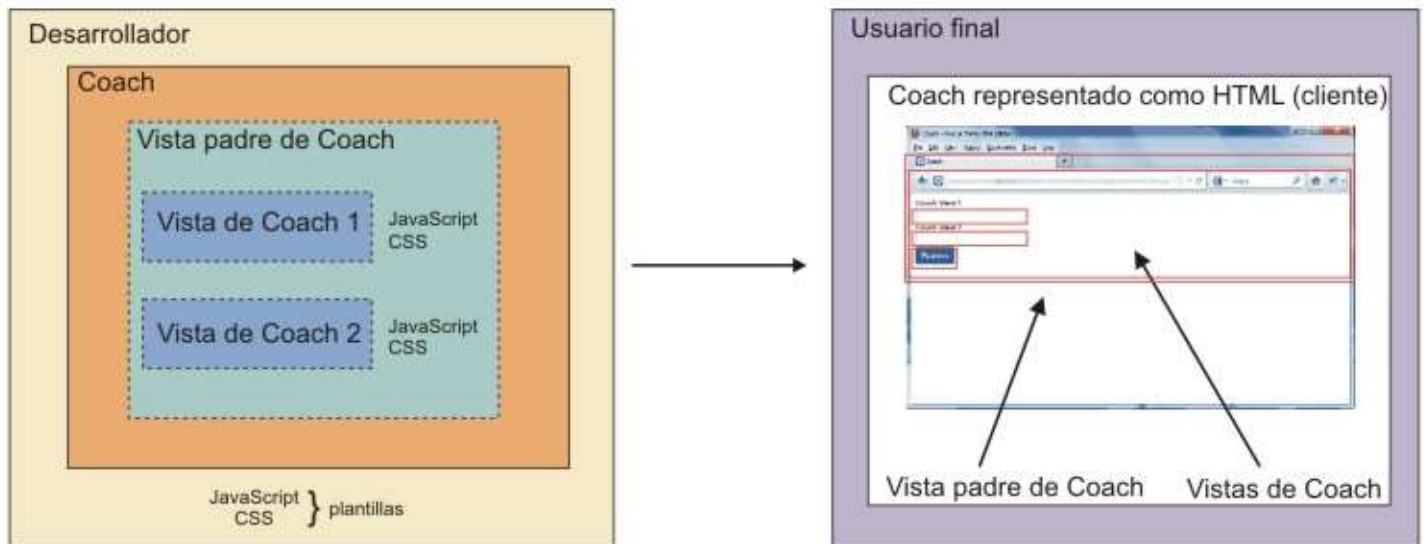 Desarrollador
Coach
Vista padre de Coach
Vista de Coach 1
JavaScript
CSS
Vista de Coach 2
JavaScript
CSS
JavaScript
CSS
} plantillas
Usuario final
Coach representado como HTML (cliente)
Vista padre de Coach
Vistas de Coach